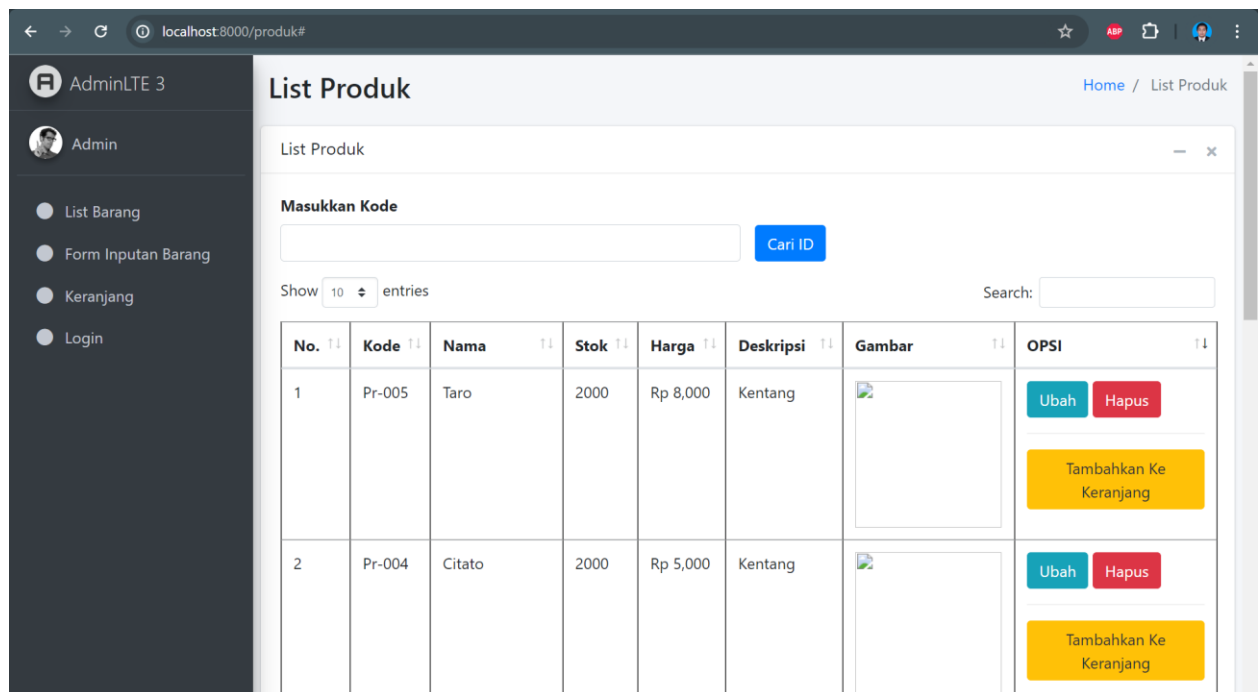 localhost:8000/produk#
ABP
AdminLTE 3
Admin
List Barang
Form Inputan Barang
Keranjang
Login
List Produk
Home / List Produk
List Produk
Masukkan Kode
Cari ID
Show 10 entries
Search:
No. Kode Nama Stok Harga Deskripsi Gambar OPSI
1 Pr-005 Taro 2000 Rp 8,000 Kentang Ubah Hapus
Tambahkan Ke
Keranjang
2 Pr-004 Citato 2000 Rp 5,000 Kentang Ubah Hapus
Tambahkan Ke
Keranjang